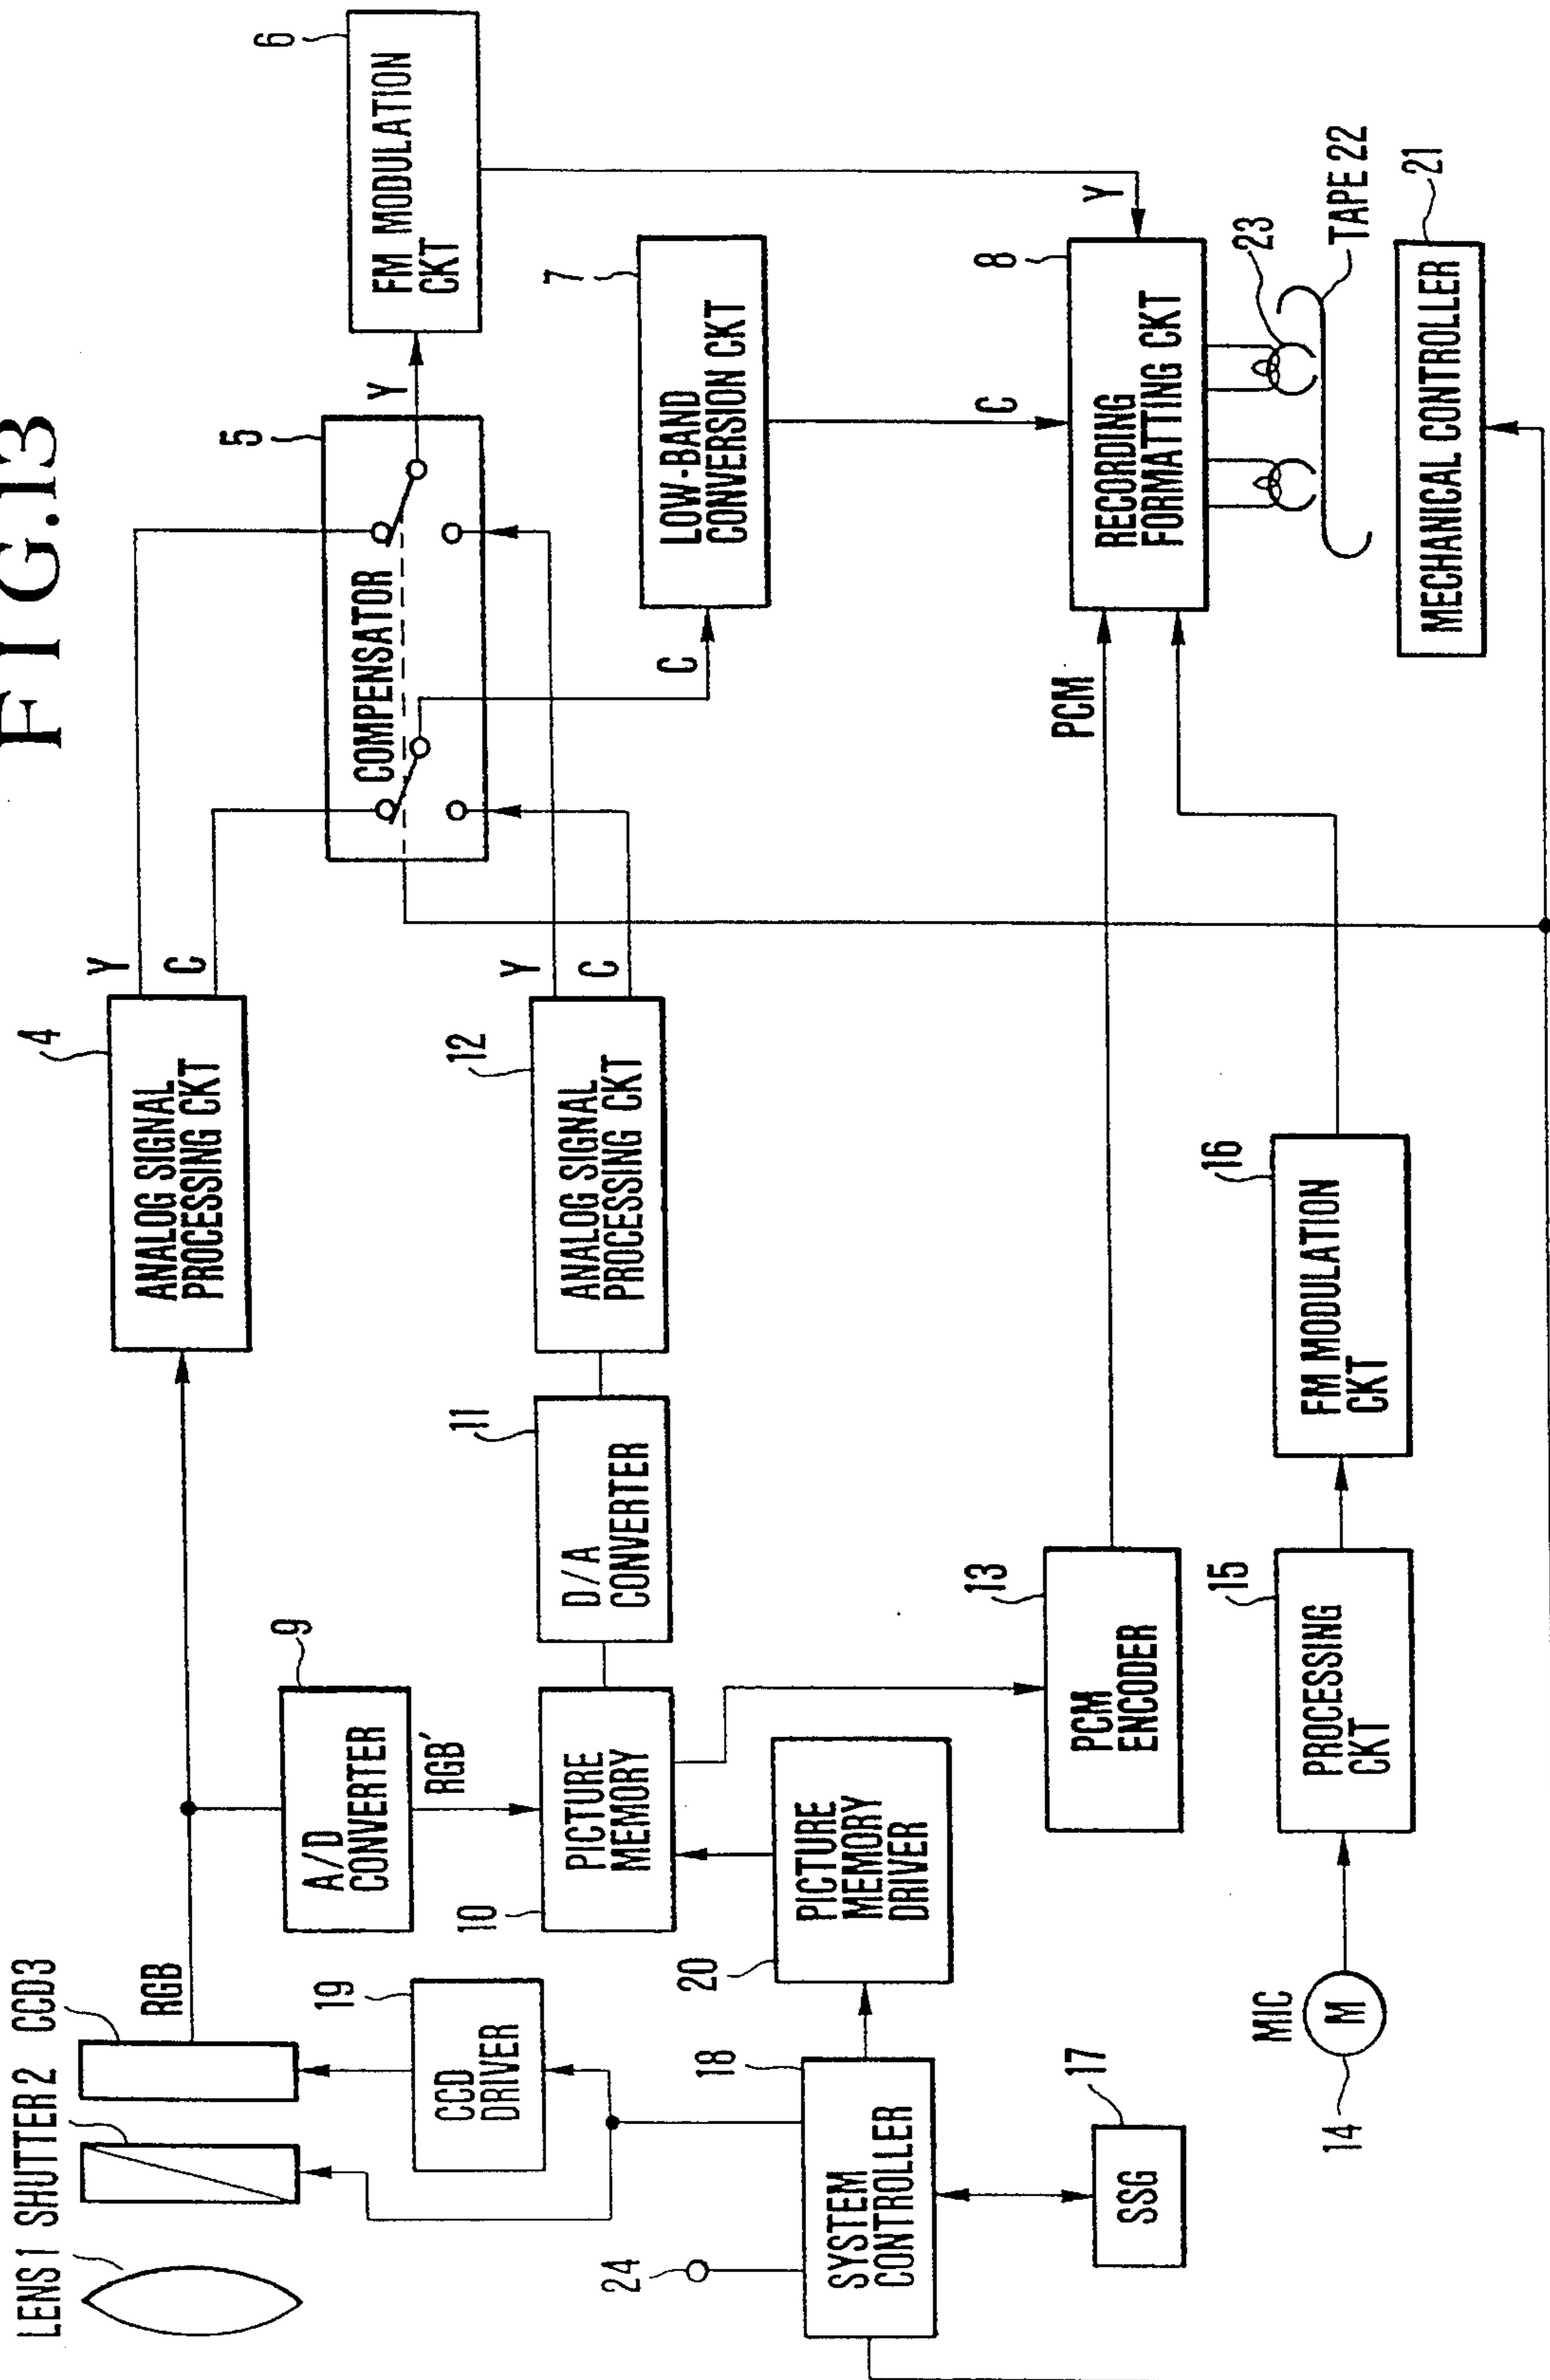 FIG.13
LENS1
SHUTTER2
CCD3
RGB
4
ANALOG SIGNAL
PROCESSING CKT
Y
C
5
COMPENSATOR
Y
C
6
FM MODULATION
CKT
Y
7
LOW-BAND
CONVERSION CKT
C
8
RECORDING
FORMATTING CKT
23
TAPE 22
21
MECHANICAL CONTROLLER
9
A/D
CONVERTER
RGB'
10
PICTURE
MEMORY
11
D/A
CONVERTER
12
ANALOG SIGNAL
PROCESSING CKT
Y
C
19
CCD
DRIVER
20
PICTURE
MEMORY
DRIVER
13
PCM
ENCODER
PCM
24
18
SYSTEM
CONTROLLER
17
SSG
MIC
M
14
15
PROCESSING
CKT
16
FM MODULATION
CKT